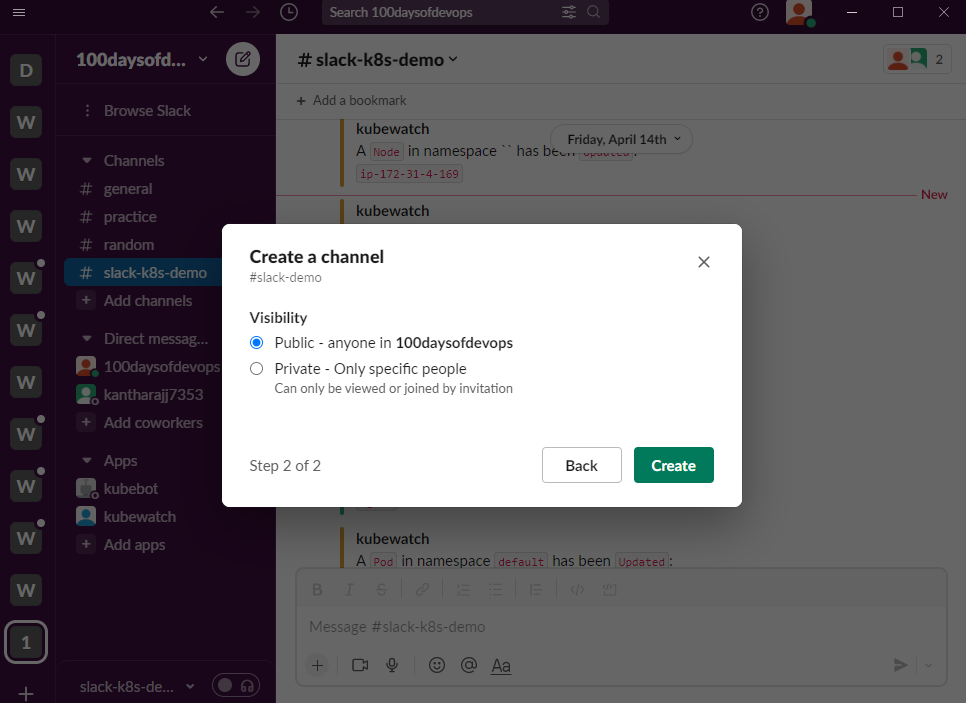 Search 100daysofdevops
D
W
W
W
W
W
W
W
W
W
W
1
100daysofd...
Browse Slack
Channels
# general
# practice
# random
# slack-k8s-demo
+ Add channels
Direct messag...
100daysofdevops
kantharajj7353
+ Add coworkers
Apps
kubebot
kubewatch
+ Add apps
slack-k8s-de...
# slack-k8s-demo
2
+ Add a bookmark
kubewatch
Friday, April 14th
A Node in namespace `` has been Updated:
ip-172-31-4-169
New
kubewatch
Create a channel
#slack-demo
Visibility
Public - anyone in 100daysofdevops
Private - Only specific people
Can only be viewed or joined by invitation
Step 2 of 2
Back
Create
kubewatch
A Pod in namespace default has been Updated:
B I S
Message #slack-k8s-demo
Aa